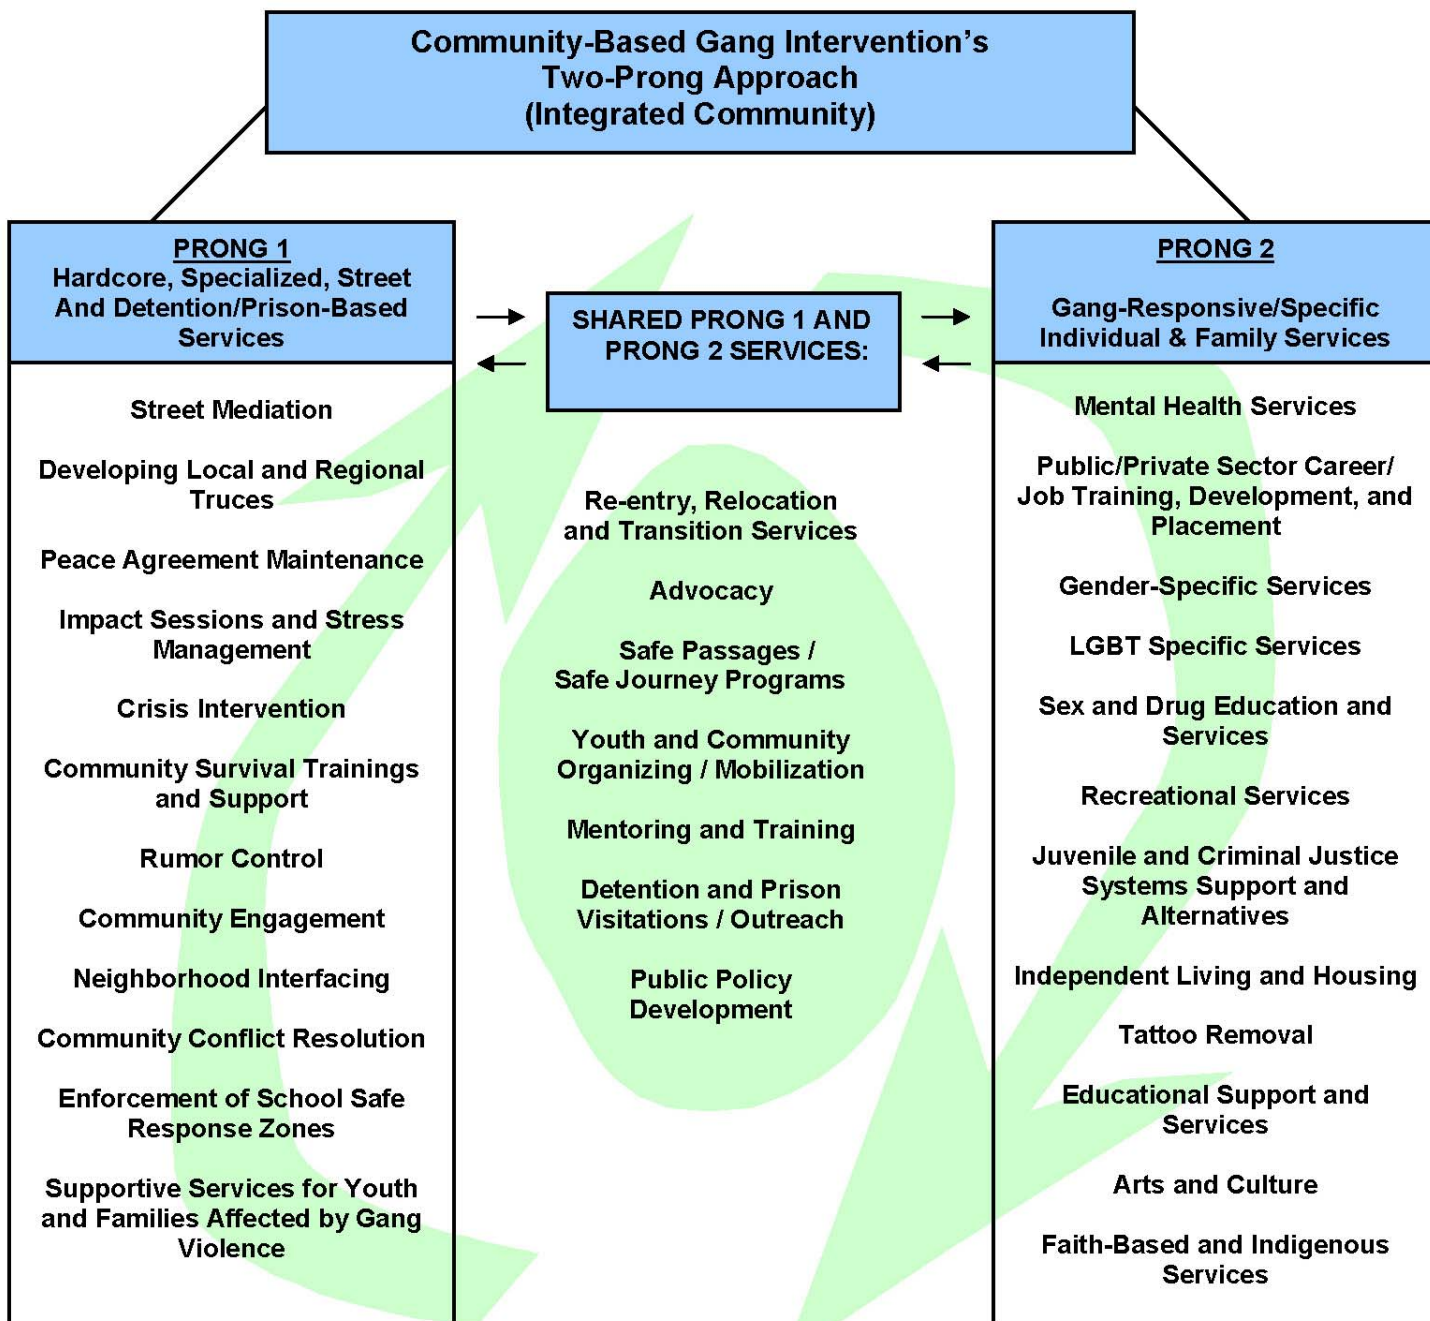 Community-Based Gang Intervention’s
Two-Prong Approach
(Integrated Community)
PRONG 1
Hardcore, Specialized, Street
And Detention/Prison-Based
Services
Street Mediation
Developing Local and Regional
Truces
Peace Agreement Maintenance
Impact Sessions and Stress
Management
Crisis Intervention
Community Survival Trainings
and Support
Rumor Control
Community Engagement
Neighborhood Interfacing
Community Conflict Resolution
Enforcement of School Safe
Response Zones
Supportive Services for Youth
and Families Affected by Gang
Violence
SHARED PRONG 1 AND
PRONG 2 SERVICES:
Re-entry, Relocation
and Transition Services
Advocacy
Safe Passages /
Safe Journey Programs
Youth and Community
Organizing / Mobilization
Mentoring and Training
Detention and Prison
Visitations / Outreach
Public Policy
Development
PRONG 2
Gang-Responsive/Specific
Individual & Family Services
Mental Health Services
Public/Private Sector Career/
Job Training, Development, and
Placement
Gender-Specific Services
LGBT Specific Services
Sex and Drug Education and
Services
Recreational Services
Juvenile and Criminal Justice
Systems Support and
Alternatives
Independent Living and Housing
Tattoo Removal
Educational Support and
Services
Arts and Culture
Faith-Based and Indigenous
Services